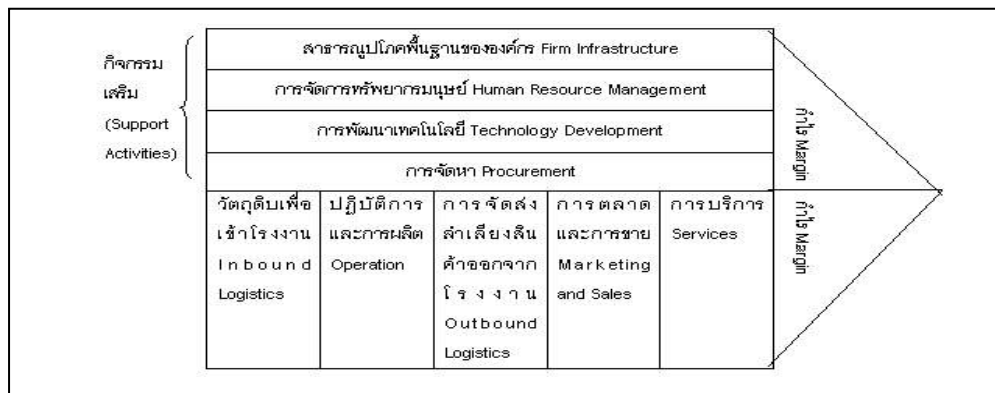 กิจกรรม
เสริม
(Support
Activities)
สาธารณูปโภคพื้นฐานขององค์กร Firm Infrastructure
การจัดการทรัพยากรมนุษย์ Human Resource Management
การพัฒนาเทคโนโลยี Technology Development
การจัดหา Procurement
วัตถุดิบเพื่อ
เข้าโรงงาน
Inbound
Logistics
ปฏิบัติการ
และการผลิต
Operation
การจัดส่ง
ลำเลียงสิน
ค้าออกจาก
โรงงาน
Outbound
Logistics
การตลาด
และการขาย
Marketing
and Sales
การบริการ
Services
กำไร Margin
กำไร Margin